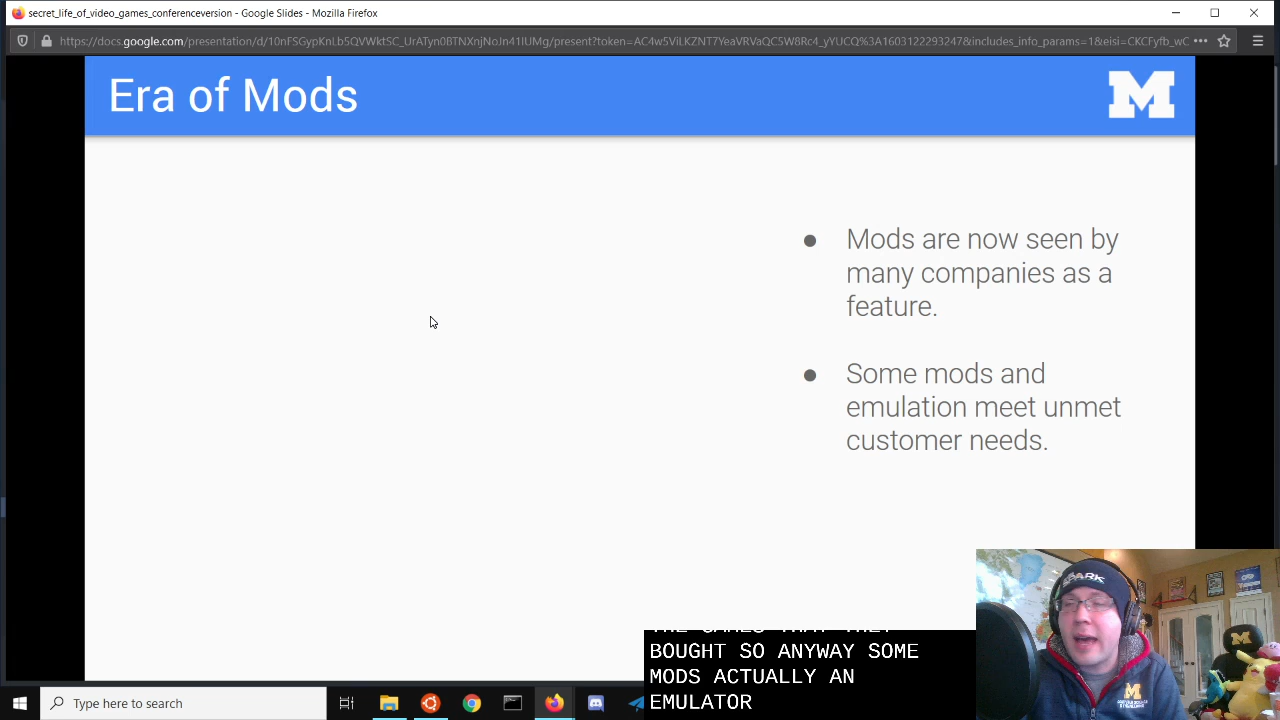 secret_life_of_video_games_conferenceversion - Google Slides - Mozilla Firefox
Era of Mods
M
● Mods are now seen by
many companies as a
feature.
● Some mods and
emulation meet unmet
customer needs.
BOUGHT SO ANYWAY SOME
MODS ACTUALLY AN
EMULATOR
SPARK
M
M
Type here to search